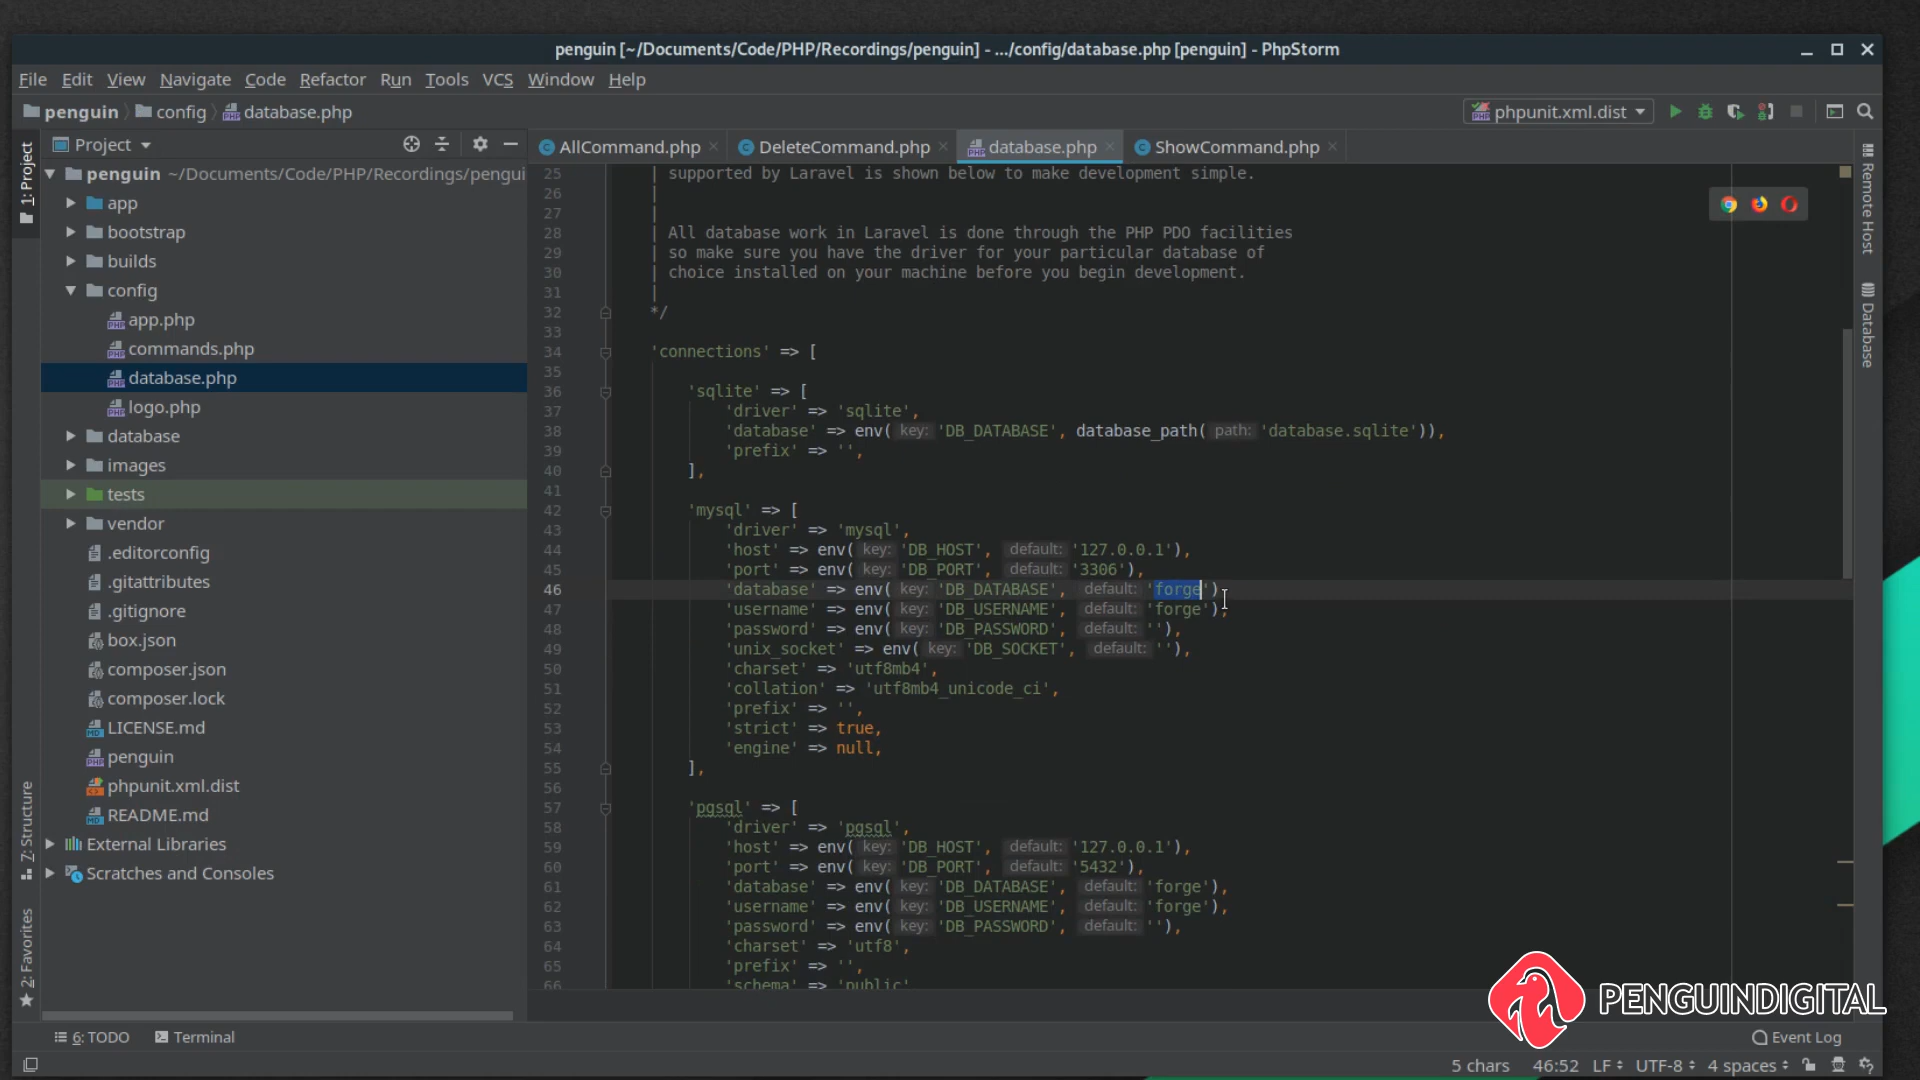 penguin [~/Documents/Code/PHP/Recordings/penguin] - .../config/database.php [penguin] - PhpStorm
File Edit View Navigate Code Refactor Run Tools VCS Window Help
penguin config database.php
phpunit.xml.dist
Project
AllCommand.php DeleteCommand.php database.php ShowCommand.php
1: Project
7: Structure
2: Favorites
penguin ~/Documents/Code/PHP/Recordings/pengui
app
bootstrap
builds
config
app.php
commands.php
database.php
logo.php
database
images
tests
vendor
.editorconfig
.gitattributes
.gitignore
box.json
composer.json
composer.lock
LICENSE.md
penguin
phpunit.xml.dist
README.md
External Libraries
Scratches and Consoles
25 | supported by Laravel is shown below to make development simple.
26 |
27 |
28 | All database work in Laravel is done through the PHP PDO facilities
29 | so make sure you have the driver for your particular database of
30 | choice installed on your machine before you begin development.
31 |
32 */
33
34 'connections' => [
35
36 'sqlite' => [
37 'driver' => 'sqlite',
38 'database' => env( key: 'DB_DATABASE', database_path( path: 'database.sqlite')),
39 'prefix' => '',
40 ],
41
42 'mysql' => [
43 'driver' => 'mysql',
44 'host' => env( key: 'DB_HOST', default: '127.0.0.1'),
45 'port' => env( key: 'DB_PORT', default: '3306'),
46 'database' => env( key: 'DB_DATABASE', default: 'forge'),
47 'username' => env( key: 'DB_USERNAME', default: 'forge'),
48 'password' => env( key: 'DB_PASSWORD', default: ''),
49 'unix_socket' => env( key: 'DB_SOCKET', default: ''),
50 'charset' => 'utf8mb4',
51 'collation' => 'utf8mb4_unicode_ci',
52 'prefix' => '',
53 'strict' => true,
54 'engine' => null,
55 ],
56
57 'pgsql' => [
58 'driver' => 'pgsql',
59 'host' => env( key: 'DB_HOST', default: '127.0.0.1'),
60 'port' => env( key: 'DB_PORT', default: '5432'),
61 'database' => env( key: 'DB_DATABASE', default: 'forge'),
62 'username' => env( key: 'DB_USERNAME', default: 'forge'),
63 'password' => env( key: 'DB_PASSWORD', default: ''),
64 'charset' => 'utf8',
65 'prefix' => '',
66 'schema' => 'public'
Remote Host
Database
PENGUINDIGITAL
6: TODO Terminal
Event Log
5 chars 46:52 LF UTF-8 4 spaces